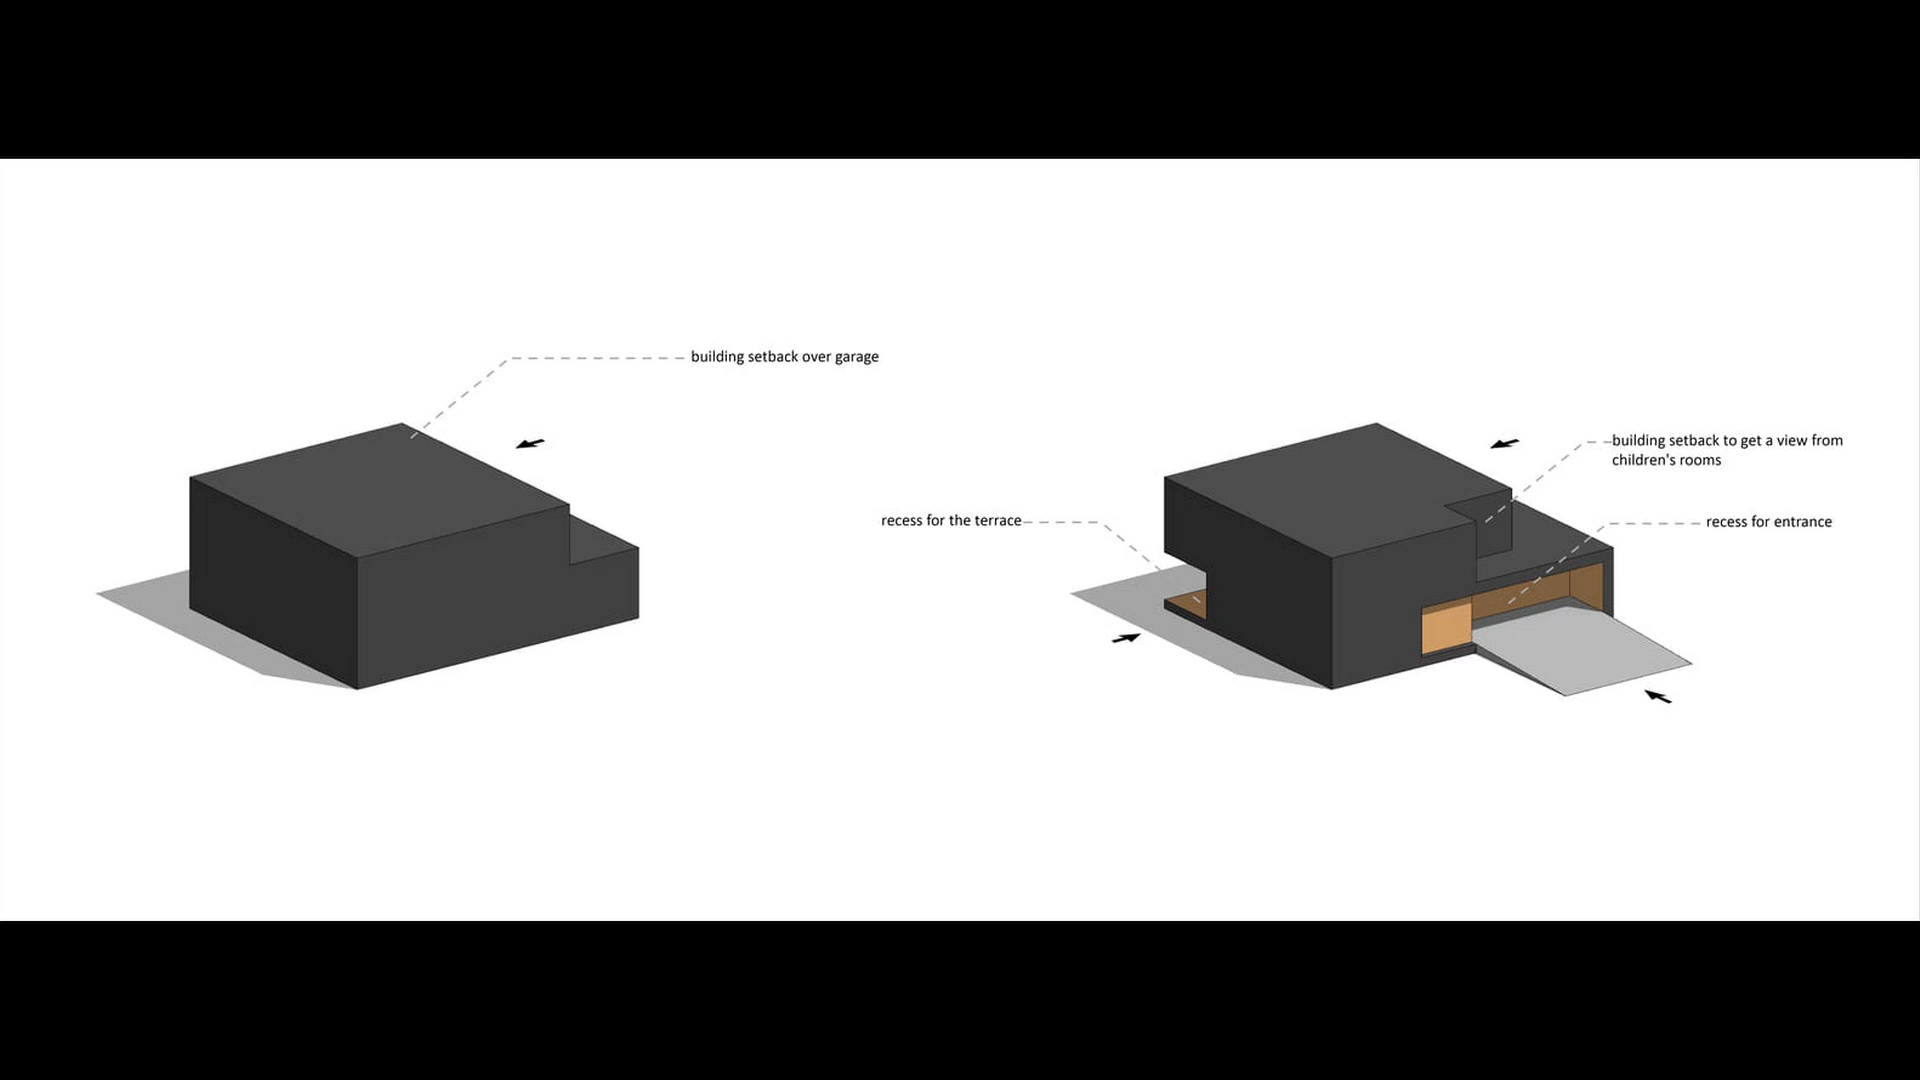 building setback over garage
building setback to get a view from
children's rooms
recess for the terrace
recess for entrance